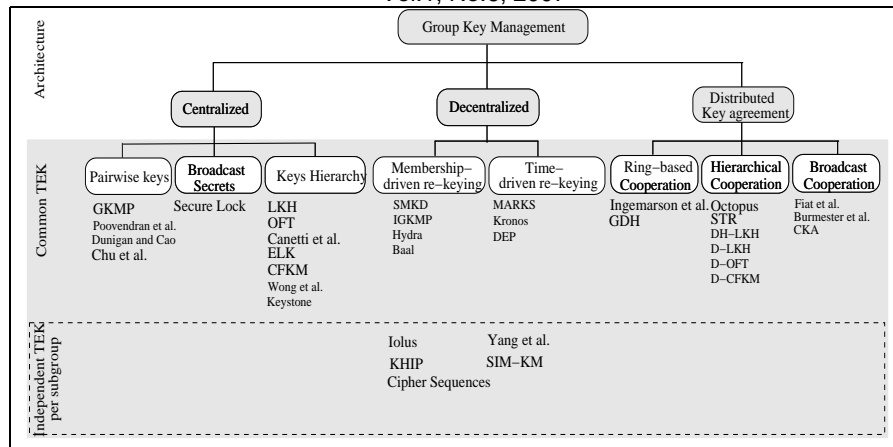 Group Key Management
Architecture
Centralized
Decentralized
Distributed
Key agreement
Common TEK
Pairwise keys
GKMP
Poovendran et al.
Dunigan and Cao
Chu et al.
Broadcast
Secrets
Secure Lock
Keys Hierarchy
LKH
OFT
Canetti et al.
ELK
CFKM
Wong et al.
Keystone
Membership−
driven re−keying
SMKD
IGKMP
Hydra
Baal
Time−
driven re−keying
MARKS
Kronos
DEP
Ring−based
Cooperation
Ingemarson et al.
GDH
Hierarchical
Cooperation
Octopus
STR
DH−LKH
D−LKH
D−OFT
D−CFKM
Broadcast
Cooperation
Fiat et al.
Burmester et al.
CKA
Independent TEK
per subgroup
Iolus
KHIP
Cipher Sequences
Yang et al.
SIM−KM